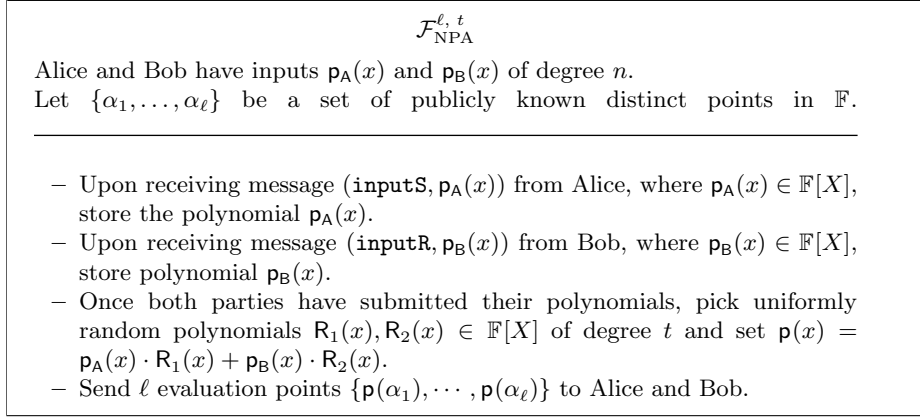 𝓕_NPA^{ℓ, t}
Alice and Bob have inputs p_A(x) and p_B(x) of degree n.
Let {α_1, . . . , α_ℓ} be a set of publicly known distinct points in 𝔽.
– Upon receiving message (inputS, p_A(x)) from Alice, where p_A(x) ∈ 𝔽[X],
store the polynomial p_A(x).
– Upon receiving message (inputR, p_B(x)) from Bob, where p_B(x) ∈ 𝔽[X],
store polynomial p_B(x).
– Once both parties have submitted their polynomials, pick uniformly
random polynomials R_1(x), R_2(x) ∈ 𝔽[X] of degree t and set p(x) =
p_A(x) · R_1(x) + p_B(x) · R_2(x).
– Send ℓ evaluation points {p(α_1), · · · , p(α_ℓ)} to Alice and Bob.